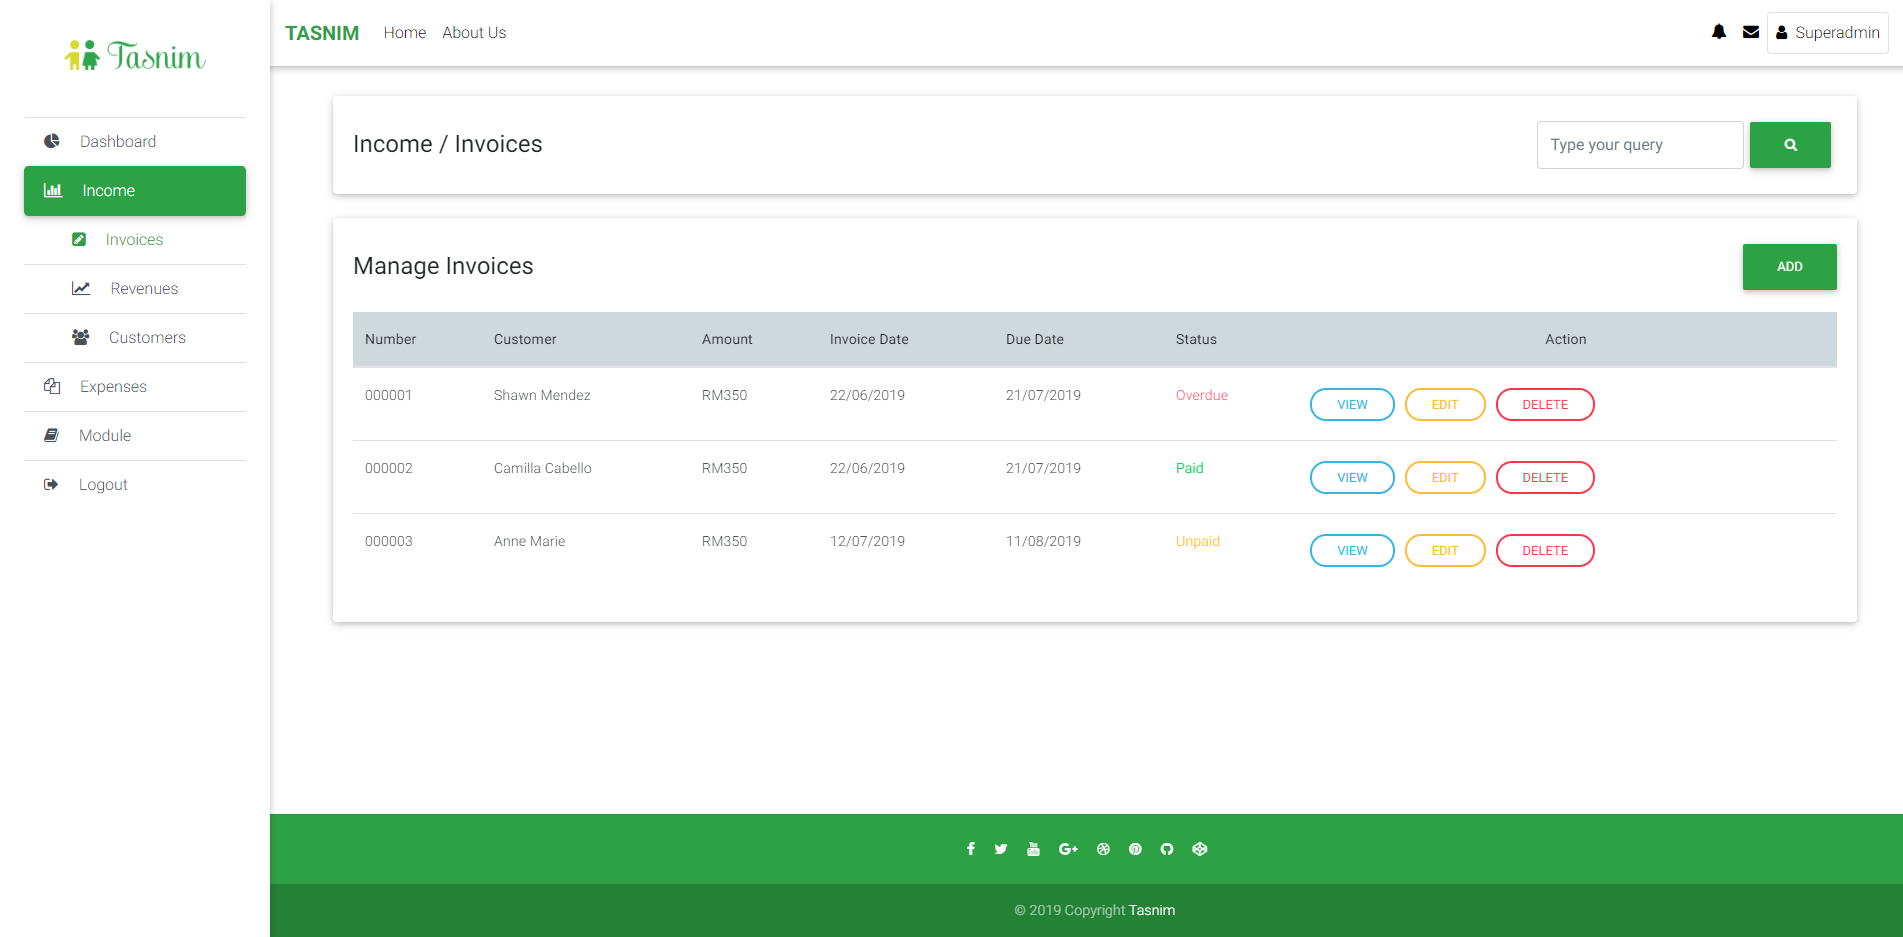 Tasnim
Dashboard
Income
Invoices
Revenues
Customers
Expenses
Module
Logout
TASNIM Home About Us Superadmin
Income / Invoices
Type your query
Manage Invoices
ADD
Number Customer Amount Invoice Date Due Date Status Action
000001 Shawn Mendez RM350 22/06/2019 21/07/2019 Overdue VIEW EDIT DELETE
000002 Camilla Cabello RM350 22/06/2019 21/07/2019 Paid VIEW EDIT DELETE
000003 Anne Marie RM350 12/07/2019 11/08/2019 Unpaid VIEW EDIT DELETE
© 2019 Copyright Tasnim